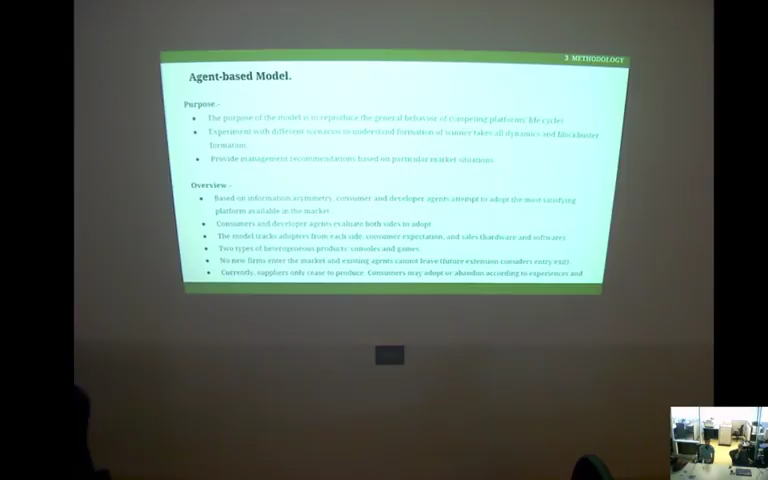 3 METHODOLOGY
Agent-based Model.
Purpose.-
The purpose of the model is to reproduce the general behavior of competing platforms' life cycles
Experiment with different scenarios to understand formation of winner takes all dynamics and blockbuster
formation.
Provide management recommendations based on particular market situations.
Overview.-
Based on information asymmetry, consumer and developer agents attempt to adopt the most satisfying
platform available in the market.
Consumers and developer agents evaluate both sides to adopt
The model tracks adopters from each side, consumer expectation, and sales (hardware and software)
Two types of heterogeneous products: consoles and games.
No new firms enter the market and existing agents cannot leave (future extension considers entry exit).
Currently, suppliers only cease to produce. Consumers may adopt or abandon according to experiences and